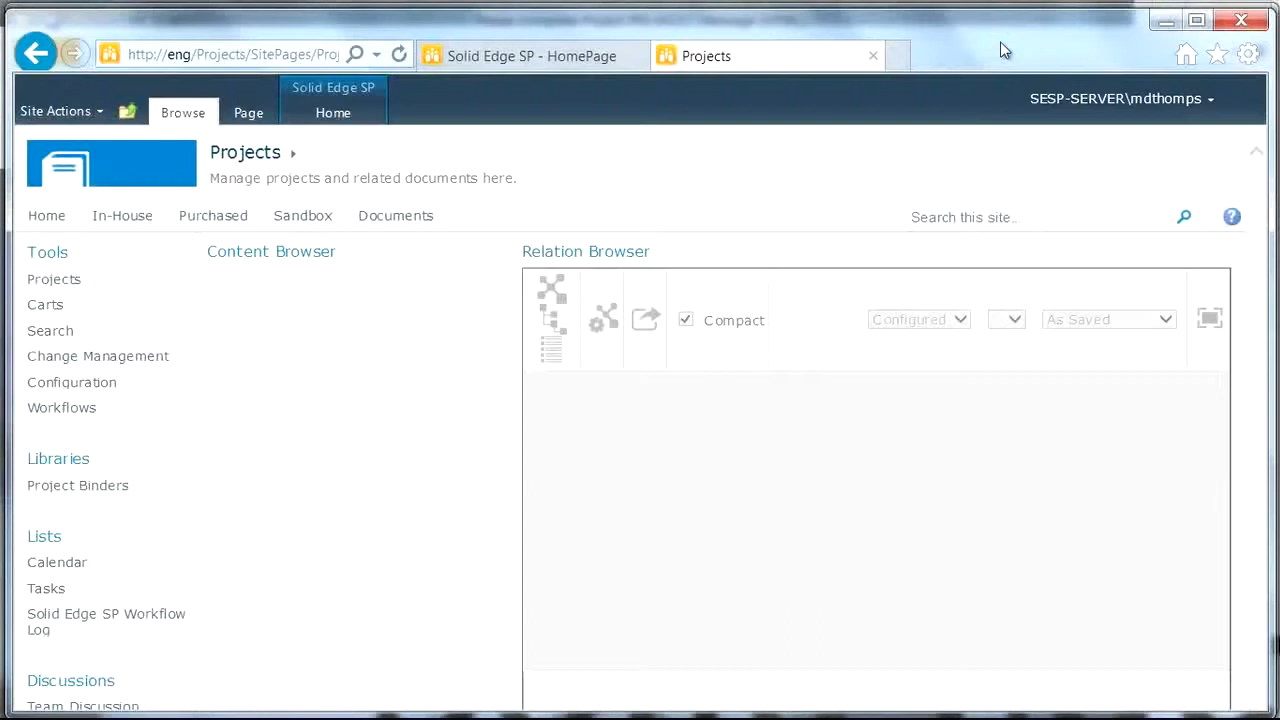 http://eng/Projects/SitePages/Proj
Solid Edge SP - HomePage
Projects
Site Actions
Browse
Page
Solid Edge SP
Home
SESP-SERVER\mdthomps
Projects
Manage projects and related documents here.
Home
In-House
Purchased
Sandbox
Documents
Search this site..
Tools
Projects
Carts
Search
Change Management
Configuration
Workflows
Libraries
Project Binders
Lists
Calendar
Tasks
Solid Edge SP Workflow
Log
Discussions
Team Discussion
Content Browser
Relation Browser
Compact
Configured
As Saved